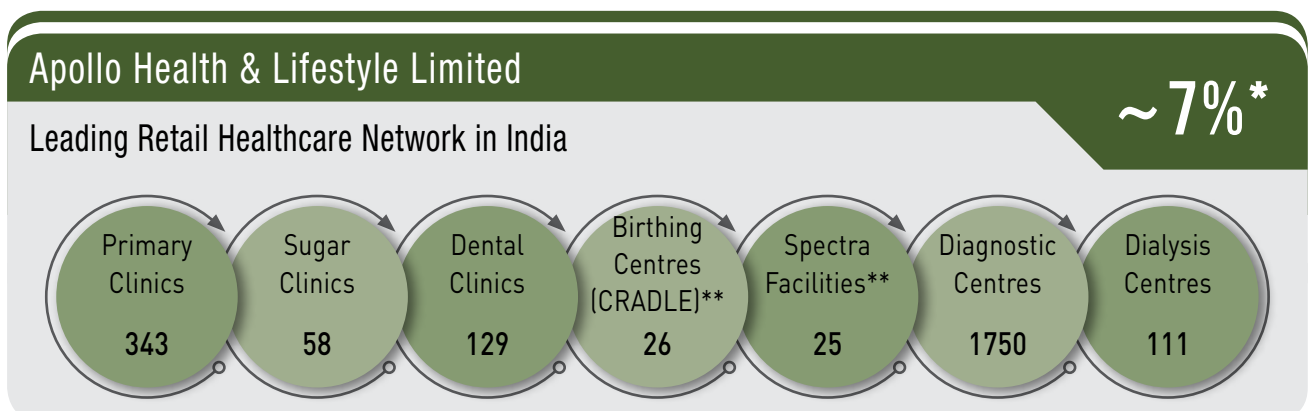 Apollo Health & Lifestyle Limited
~7%*
Leading Retail Healthcare Network in India
Primary
Clinics
343
Sugar
Clinics
58
Dental
Clinics
129
Birthing
Centres
(CRADLE)**
26
Spectra
Facilities**
25
Diagnostic
Centres
1750
Dialysis
Centres
111